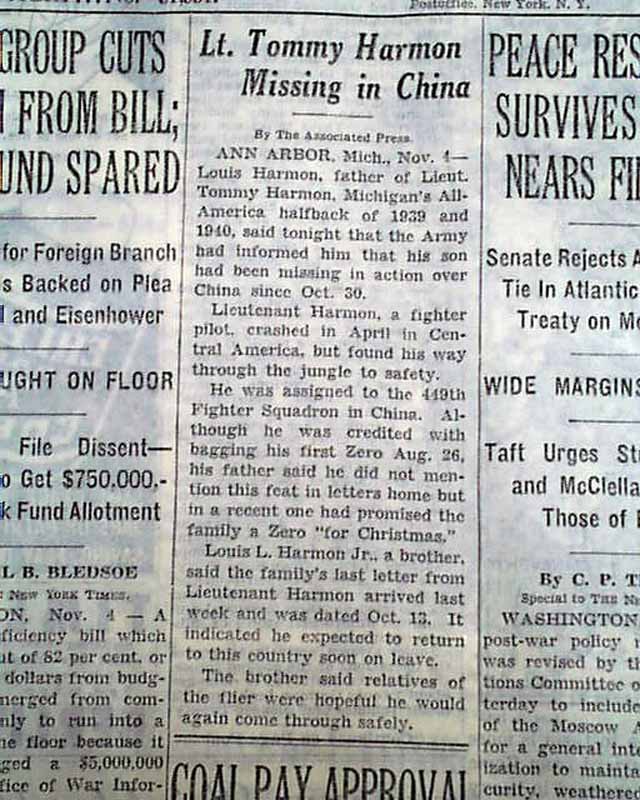 Postoffice, New York, N. Y.
GROUP CUTS
FROM BILL;
UND SPARED
for Foreign Branch
s Backed on Plea
and Eisenhower
UGHT ON FLOOR
File Dissent—
o Get $750,000,-
k Fund Allotment
L B. BLEDSOE
NEW YORK TIMES.
ON, Nov. 4 — A
ficiency bill which
ut of 82 per cent, or
dollars from budg-
merged from com-
nly to run into a
he floor because it
ged a $5,000,000
fice of War Infor-
Lt. Tommy Harmon
Missing in China
By The Associated Press.
ANN ARBOR, Mich., Nov. 4—
Louis Harmon, father of Lieut.
Tommy Harmon, Michigan's All-
America halfback of 1939 and
1940, said tonight that the Army
had informed him that his son
had been missing in action over
China since Oct. 30.
Lieutenant Harmon, a fighter
pilot, crashed in April in Cen-
tral America, but found his way
through the jungle to safety.
He was assigned to the 449th
Fighter Squadron in China. Al-
though he was credited with
bagging his first Zero Aug. 26,
his father said he did not men-
tion this feat in letters home but
in a recent one had promised the
family a Zero "for Christmas."
Louis L. Harmon Jr., a brother,
said the family's last letter from
Lieutenant Harmon arrived last
week and was dated Oct. 13. It
indicated he expected to return
to this country soon on leave.
The brother said relatives of
the flier were hopeful he would
again come through safely.
COAL PAY APPROVAL
PEACE RES
SURVIVES
NEARS FI
Senate Rejects A
Tie In Atlantic
Treaty on Mo
WIDE MARGINS
Taft Urges St
and McClella
Those of
By C. P. T
Special to THE N
WASHINGTON
post-war policy
was revised by th
tions Committee o
terday to include
of the Moscow A
for a general inte
ization to mainta
curity, weathered